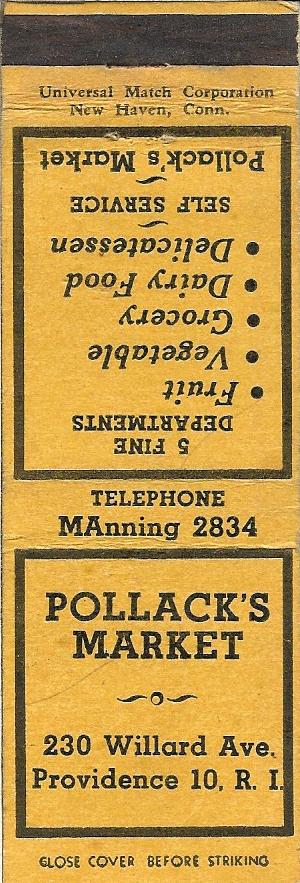 Universal Match Corporation
New Haven, Conn.
5 FINE
DEPARTMENTS
• Fruit
• Vegetable
• Grocery
• Dairy Food
• Delicatessen
SELF SERVICE
Pollack's Market
TELEPHONE
MAnning 2834
POLLACK'S
MARKET
230 Willard Ave.
Providence 10, R. I.
CLOSE COVER BEFORE STRIKING